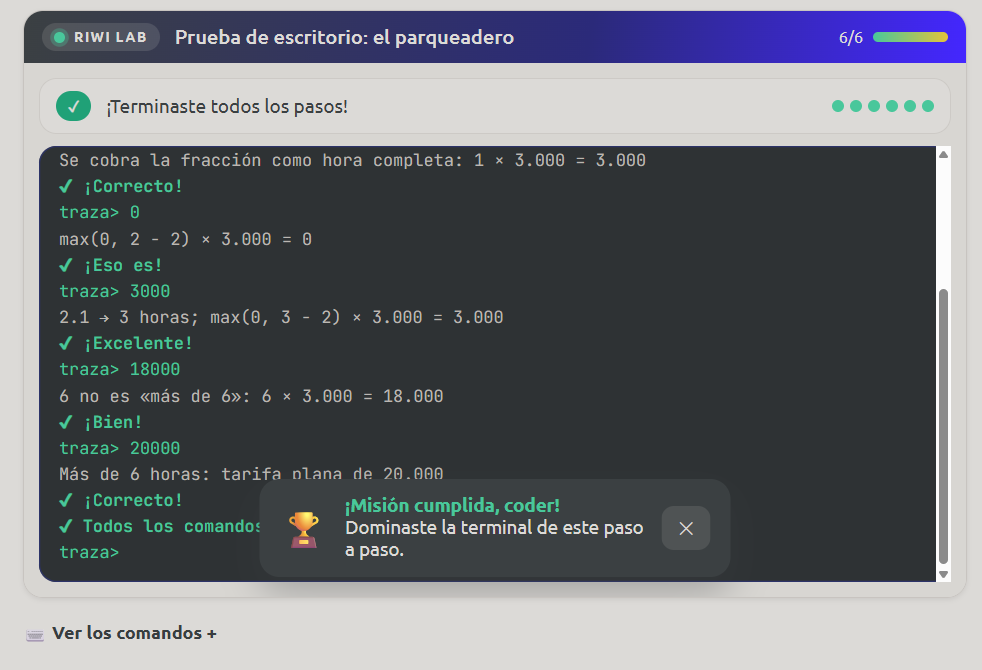 RIWI LAB
Prueba de escritorio: el parqueadero
6/6
✓ ¡Terminaste todos los pasos!
Se cobra la fracción como hora completa: 1 × 3.000 = 3.000
✔ ¡Correcto!
traza> 0
max(0, 2 - 2) × 3.000 = 0
✔ ¡Eso es!
traza> 3000
2.1 → 3 horas; max(0, 3 - 2) × 3.000 = 3.000
✔ ¡Excelente!
traza> 18000
6 no es «más de 6»: 6 × 3.000 = 18.000
✔ ¡Bien!
traza> 20000
Más de 6 horas: tarifa plana de 20.000
✔ ¡Correcto!
✔ Todos los comandos
traza>
¡Misión cumplida, coder!
Dominaste la terminal de este paso
a paso.
Ver los comandos +